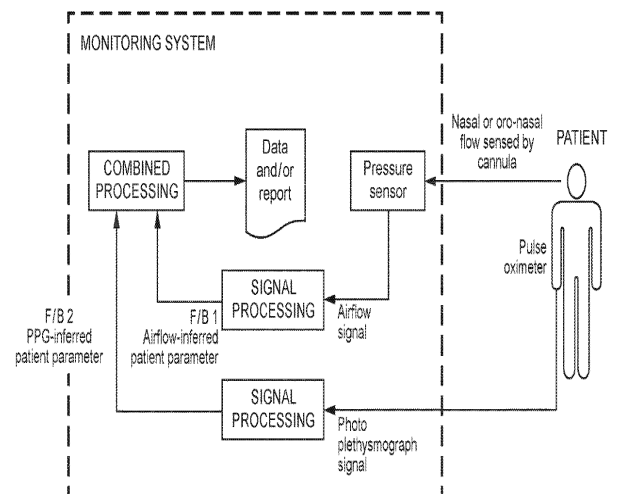 MONITORING SYSTEM
Nasal or oro-nasal
flow sensed by
cannula
PATIENT
COMBINED
PROCESSING
Data
and/or
report
Pressure
sensor
Pulse
oximeter
SIGNAL
PROCESSING
F/B 1
Airflow-inferred
patient parameter
Airflow
signal
F/B 2
PPG-inferred
patient parameter
SIGNAL
PROCESSING
Photo
plethysmograph
signal